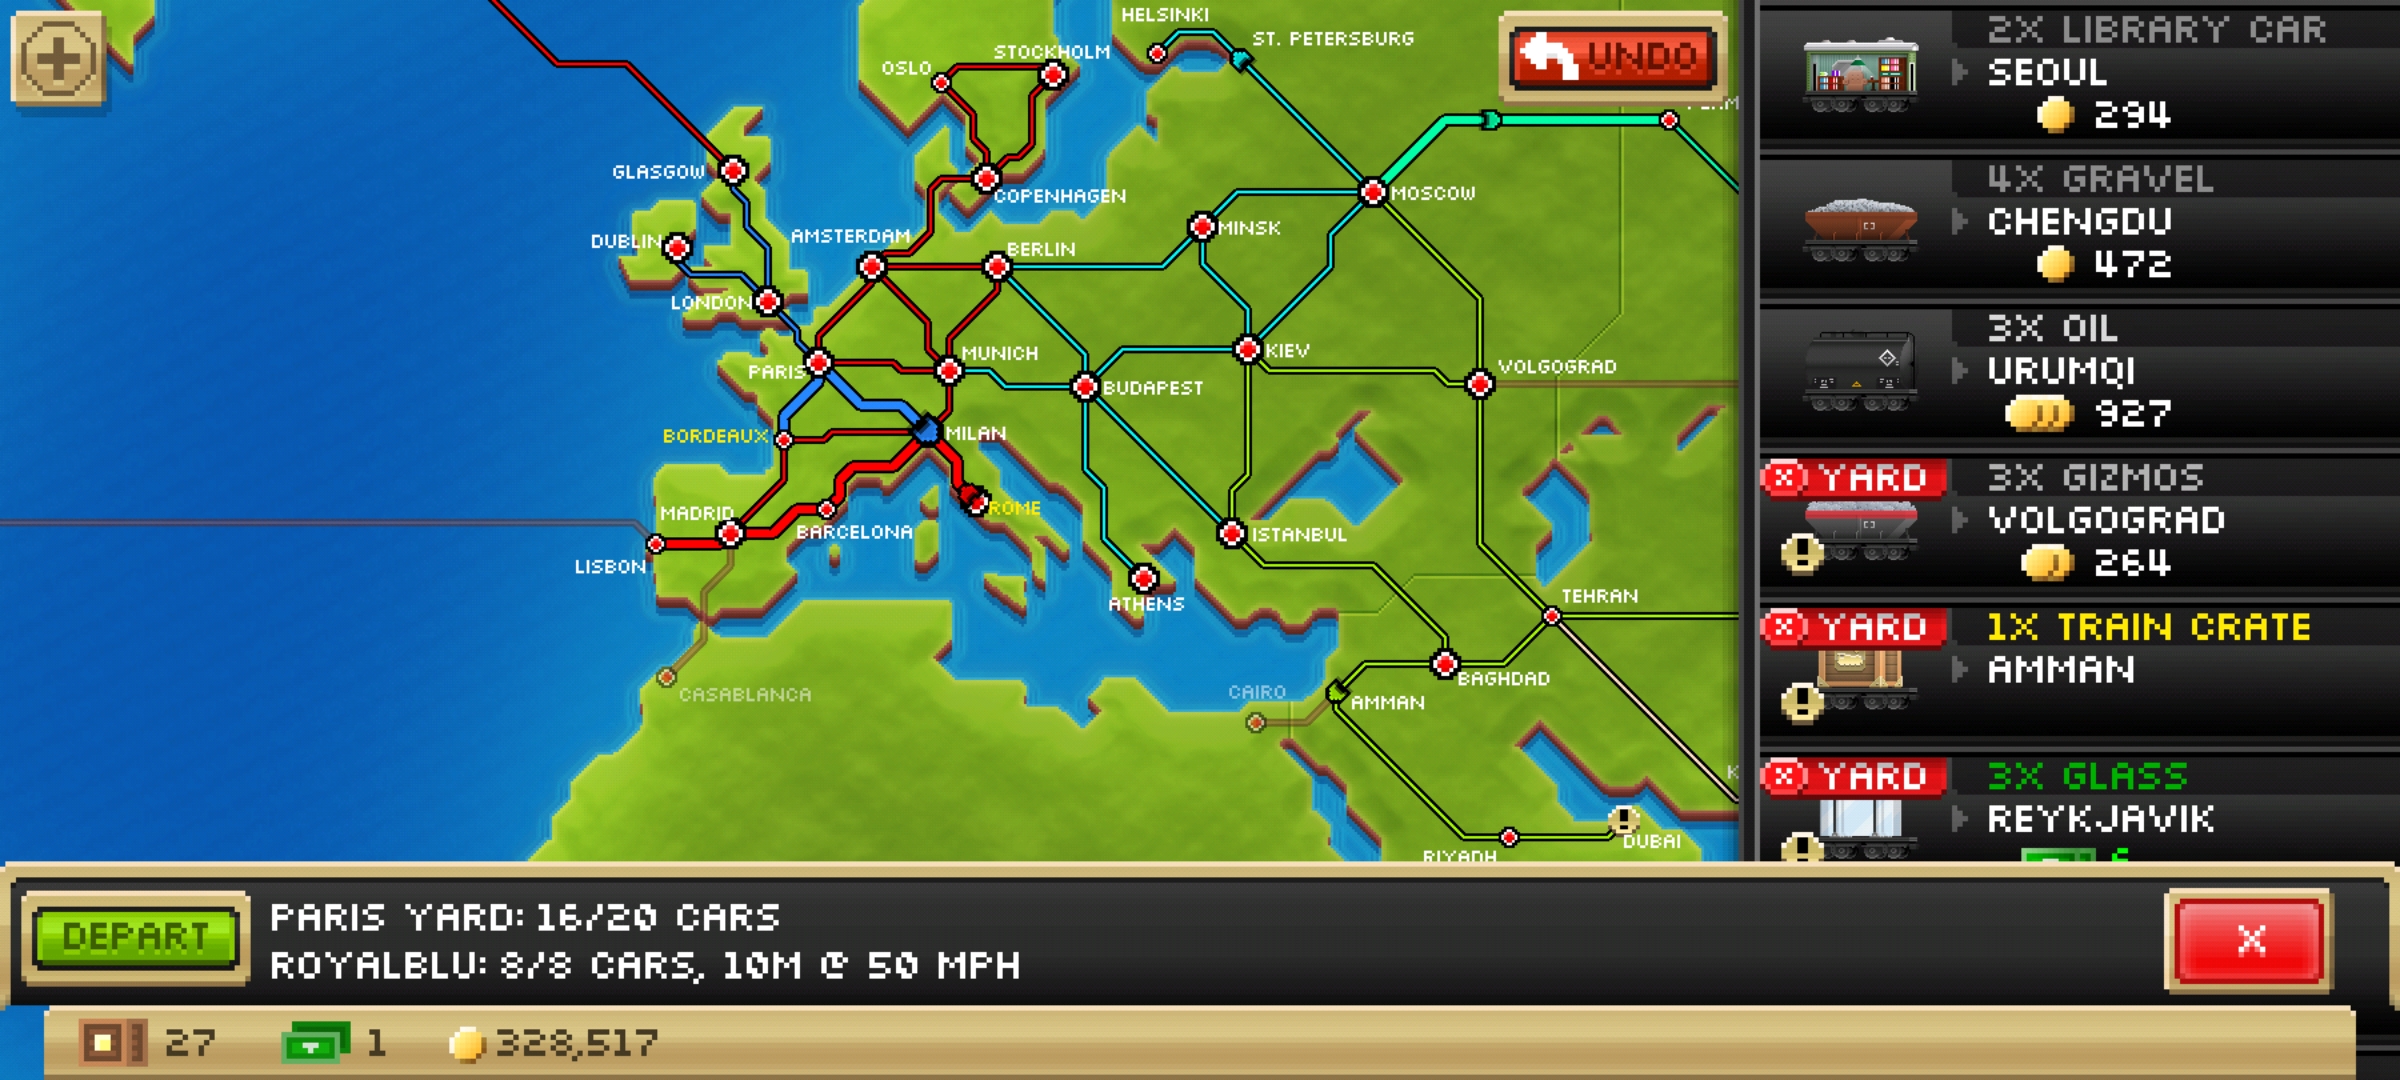 HELSINKI
ST. PETERSBURG
STOCKHOLM
OSLO
UNDO
GLASGOW
COPENHAGEN
MOSCOW
DUBLIN
AMSTERDAM
BERLIN
MINSK
LONDON
MUNICH
KIEV
PARIS
BUDAPEST
VOLGOGRAD
BORDEAUX
MILAN
MADRID
ROME
BARCELONA
ISTANBUL
LISBON
ATHENS
TEHRAN
CASABLANCA
CAIRO
BAGHDAD
AMMAN
DUBAI
RIYADH
2X LIBRARY CAR
SEOUL
294
4X GRAVEL
CHENGDU
472
3X OIL
URUMQI
927
YARD
3X GIZMOS
VOLGOGRAD
264
YARD
1X TRAIN CRATE
AMMAN
YARD
3X GLASS
REYKJAVIK
DEPART
PARIS YARD: 16/20 CARS
ROYALBLU: 8/8 CARS, 10M @ 50 MPH
X
27
1
328,517